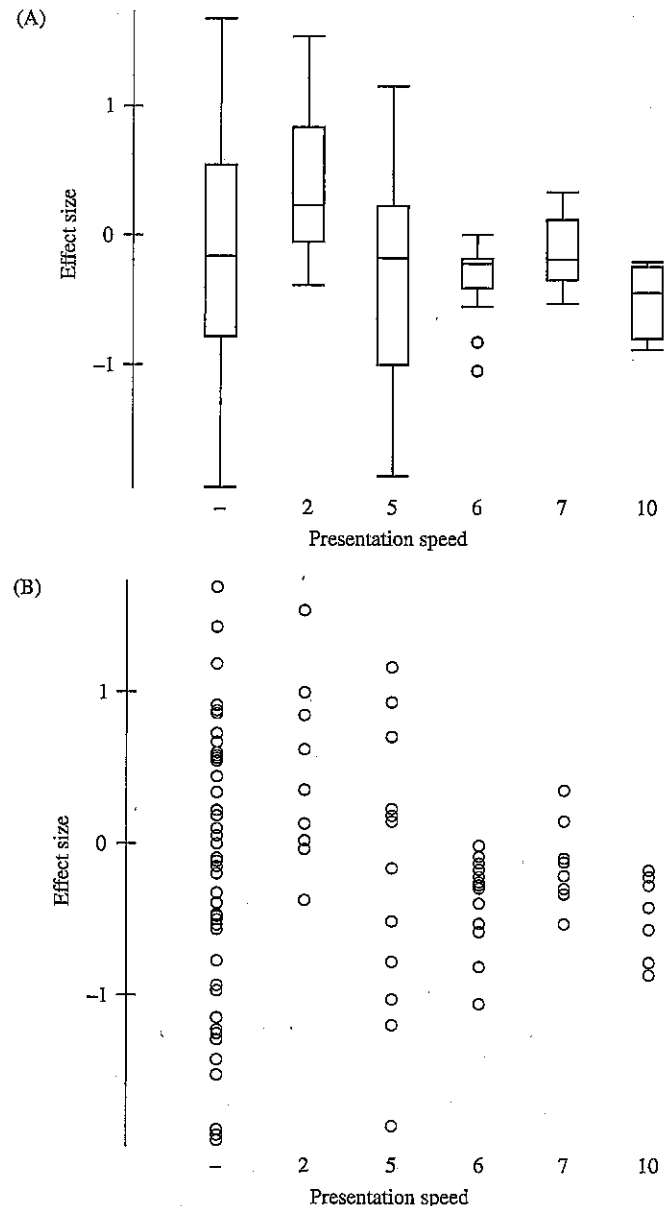 (A)
1
0
−1
Effect size
– 2 5 6 7 10
Presentation speed
(B)
1
0
−1
Effect size
– 2 5 6 7 10
Presentation speed